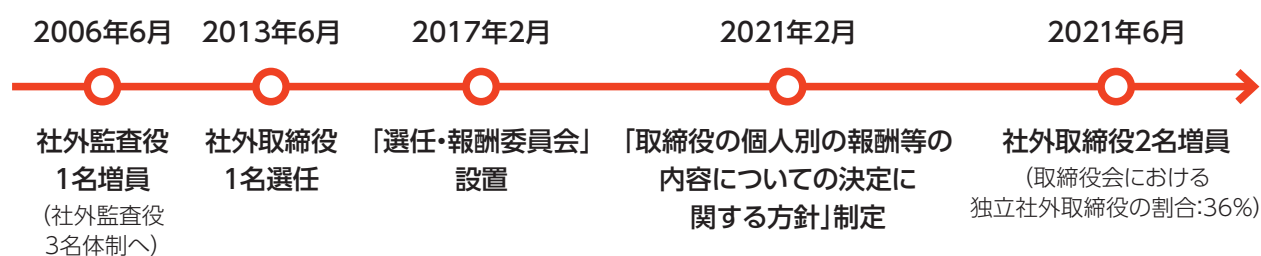 2006年6月
社外監査役
1名増員
(社外監査役
3名体制へ)
2013年6月
社外取締役
1名選任
2017年2月
「選任・報酬委員会」
設置
2021年2月
「取締役の個人別の報酬等の
内容についての決定に
関する方針」制定
2021年6月
社外取締役2名増員
(取締役会における
独立社外取締役の割合:36%)